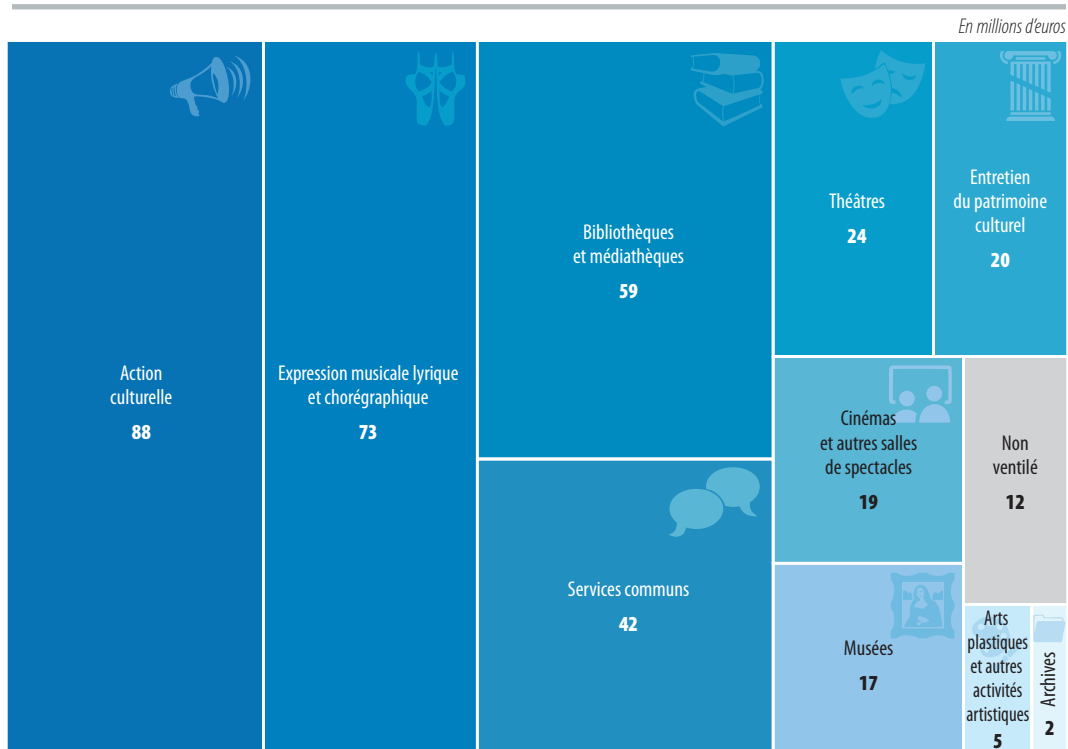 En millions d'euros
Action
culturelle
88
Expression musicale lyrique
et chorégraphique
73
Bibliothèques
et médiathèques
59
Services communs
42
Théâtres
24
Entretien
du patrimoine
culturel
20
Cinémas
et autres salles
de spectacles
19
Non
ventilé
12
Musées
17
Arts
plastiques
et autres
activités
artistiques
5
Archives
2